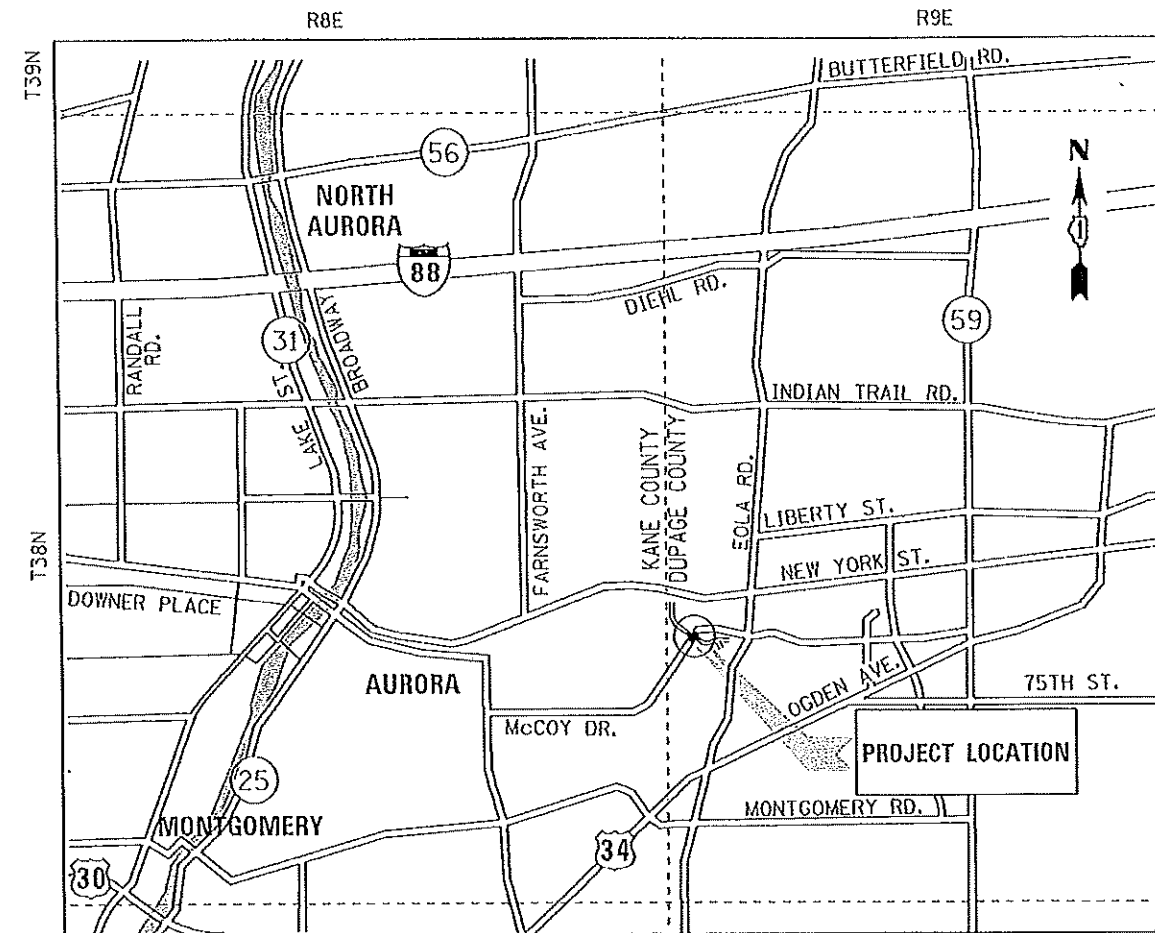 R8E
R9E
T39N
BUTTERFIELD RD.
56
N
NORTH
AURORA
1
88
DIEHL RD.
RANDALL
RD.
31
BROADWAY
59
LAKE ST.
INDIAN TRAIL RD.
FARNSWORTH AVE.
KANE COUNTY
DUPAGE COUNTY
EOLA RD.
LIBERTY ST.
T38N
NEW YORK ST.
DOWNER PLACE
AURORA
OGDEN AVE.
75TH ST.
McCOY DR.
PROJECT LOCATION
25
MONTGOMERY RD.
MONTGOMERY
34
30